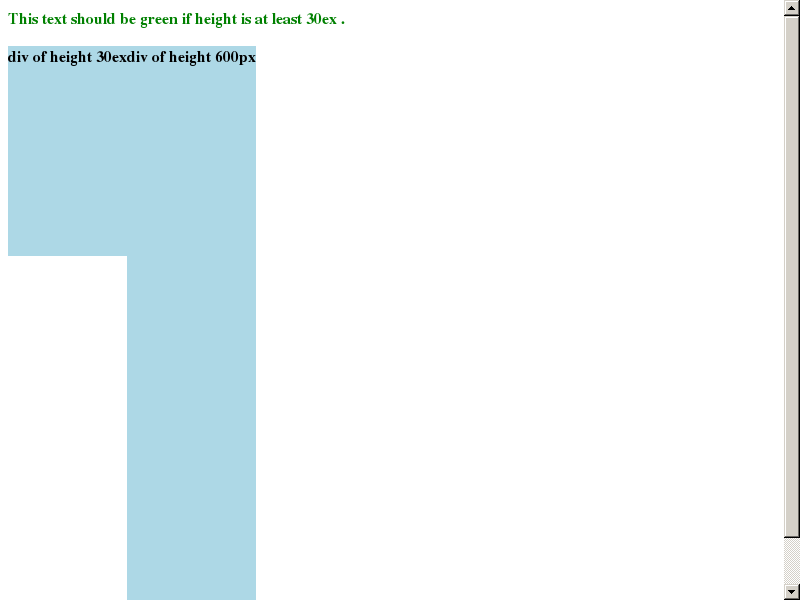 This text should be green if height is at least 30ex .
div of height 30exdiv of height 600px